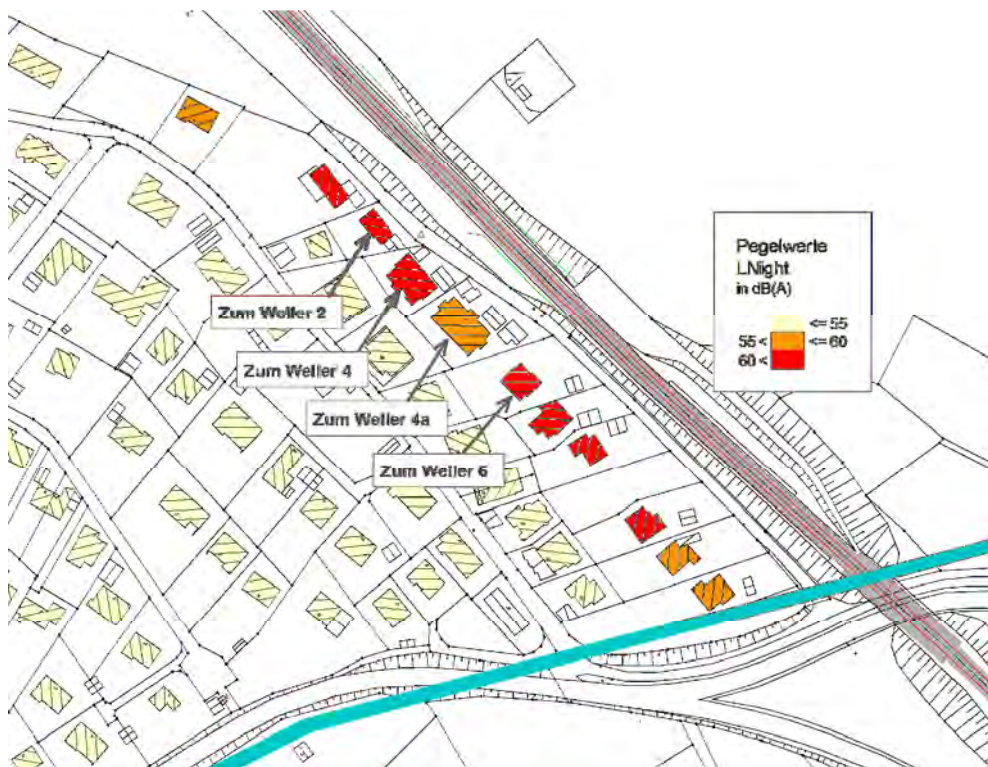 Pegelwerte
LNight
in dB(A)
<= 55
55 < <= 60
60 <
Zum Weller 2
Zum Weller 4
Zum Weller 4a
Zum Weller 6